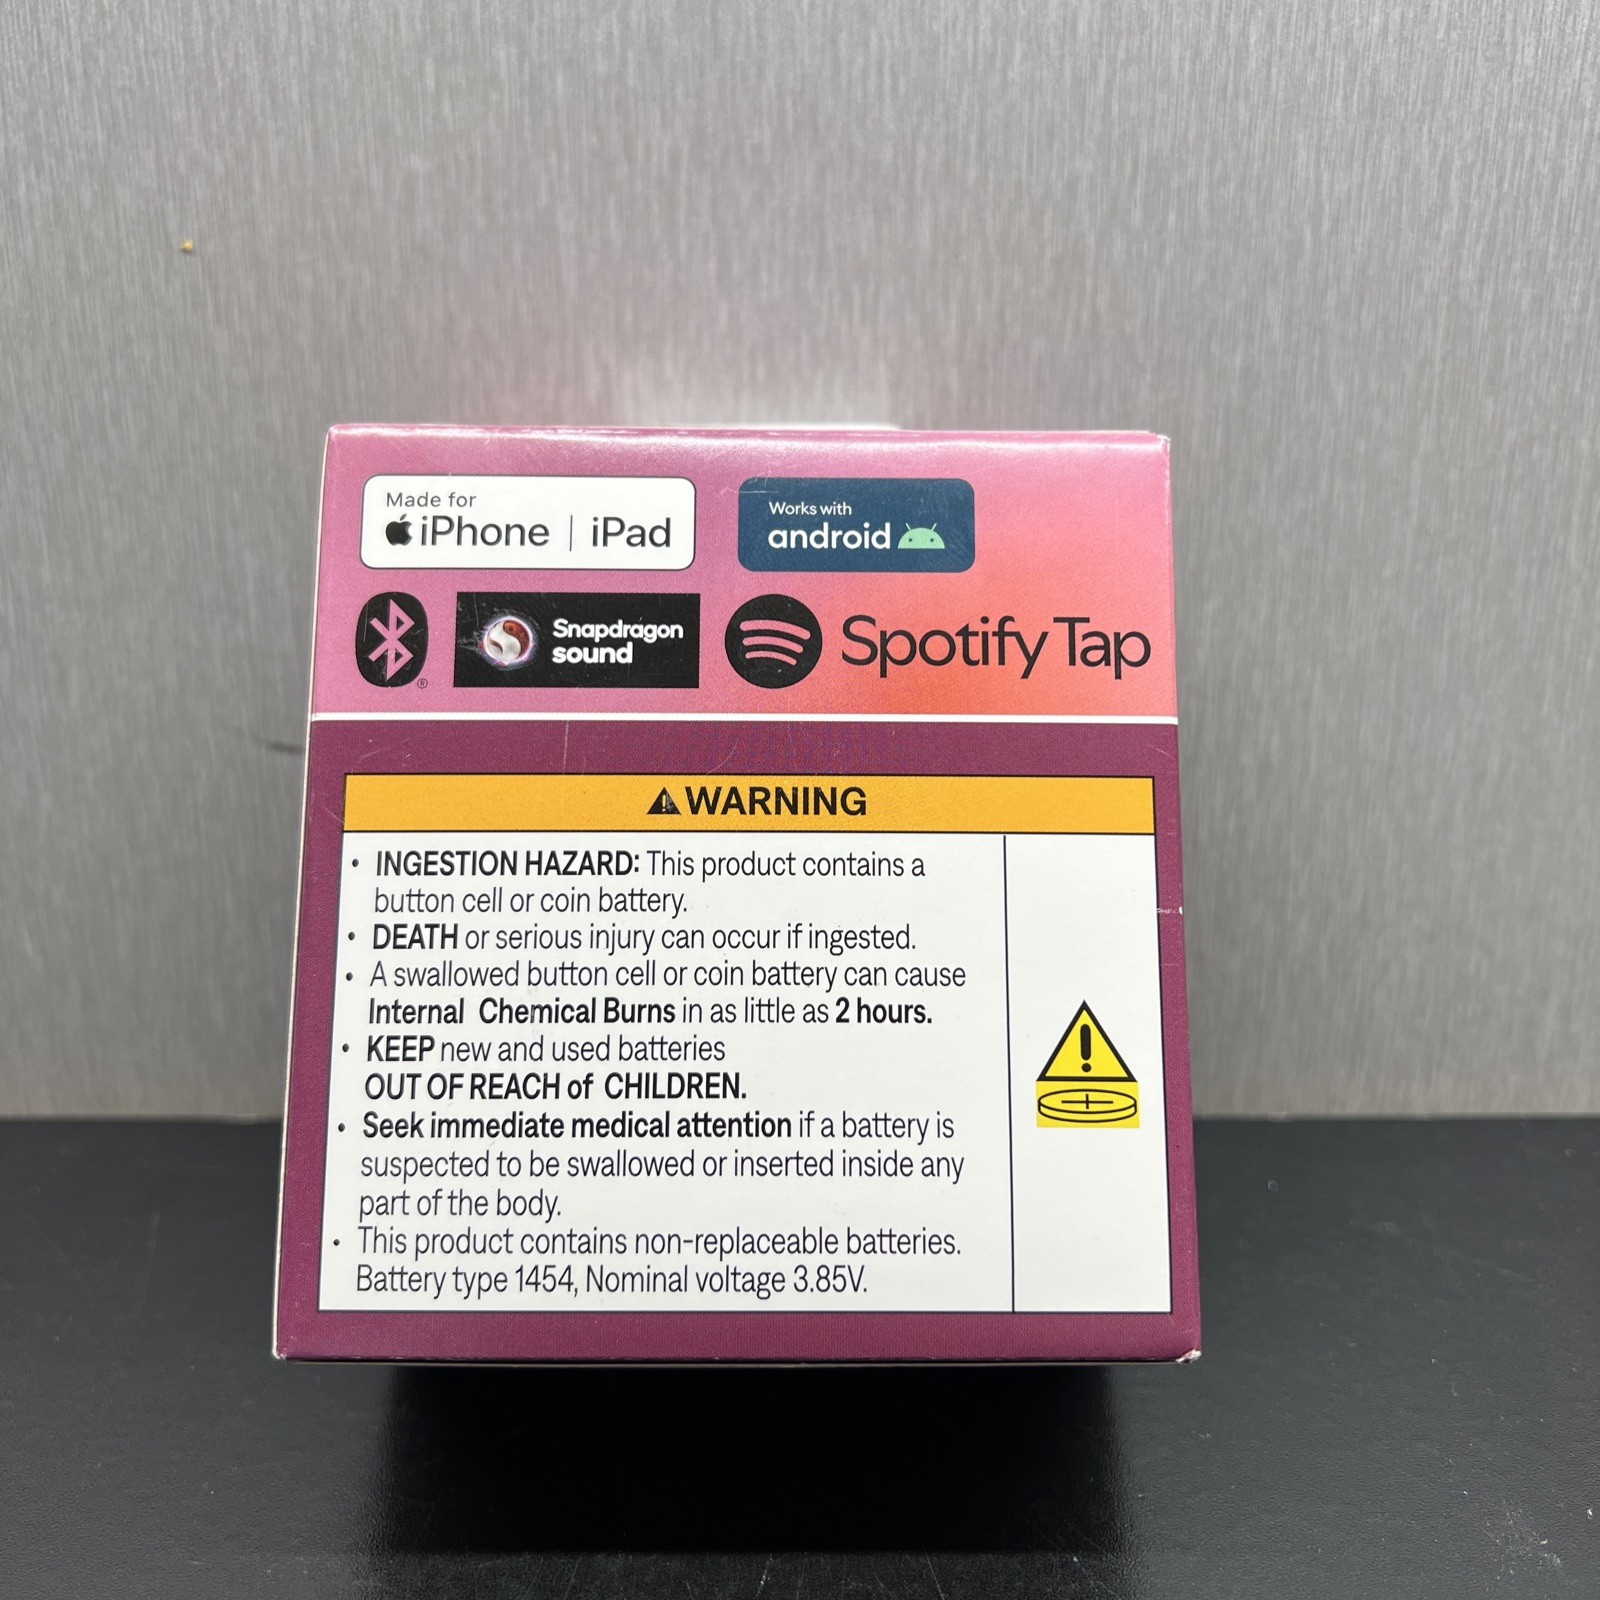 Made for
iPhone | iPad
Works with
android
Snapdragon
sound
Spotify Tap
®
WARNING
• INGESTION HAZARD: This product contains a
button cell or coin battery.
• DEATH or serious injury can occur if ingested.
• A swallowed button cell or coin battery can cause
Internal Chemical Burns in as little as 2 hours.
• KEEP new and used batteries
OUT OF REACH of CHILDREN.
• Seek immediate medical attention if a battery is
suspected to be swallowed or inserted inside any
part of the body.
• This product contains non-replaceable batteries.
Battery type 1454, Nominal voltage 3.85V.